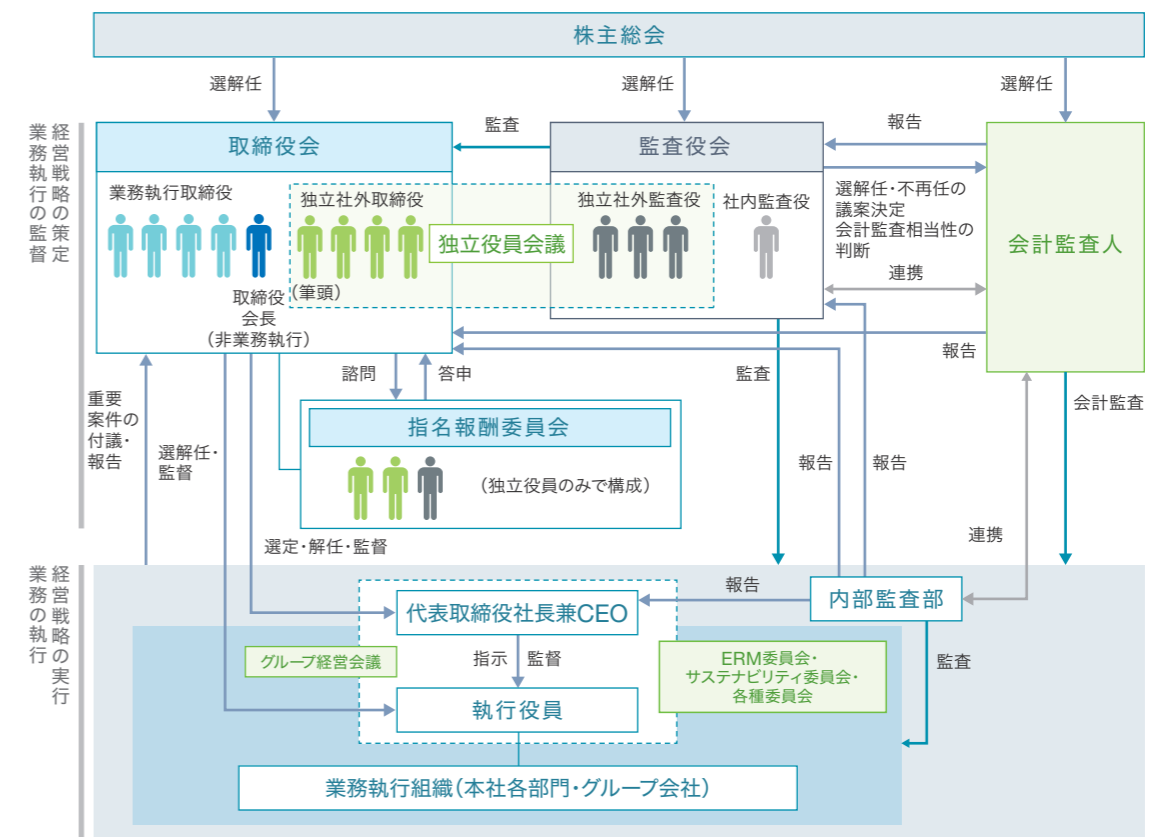 株主総会
選解任
選解任
選解任
経営戦略の策定
業務執行の監督
取締役会
監査
監査役会
報告
業務執行取締役
独立社外取締役
独立社外監査役
社内監査役
選解任・不再任の
議案決定
会計監査相当性の
判断
独立役員会議
会計監査人
連携
(筆頭)
取締役
会長
(非業務執行)
報告
諮問
答申
監査
会計監査
重要
案件の
付議・
報告
選解任・
監督
指名報酬委員会
(独立役員のみで構成)
報告
報告
連携
選定・解任・監督
経営戦略の実行
業務の執行
代表取締役社長兼CEO
報告
内部監査部
グループ経営会議
指示
監督
ERM委員会・
サステナビリティ委員会・
各種委員会
監査
執行役員
業務執行組織(本社各部門・グループ会社)